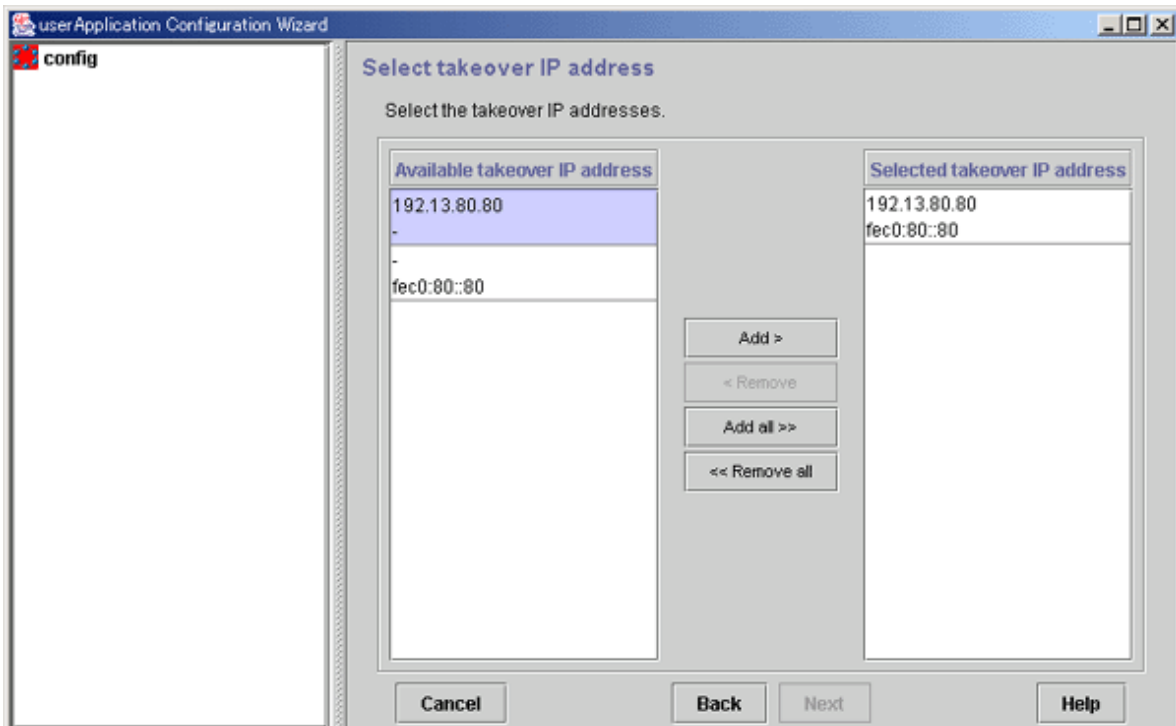 userApplication Configuration Wizard
config
Select takeover IP address
Select the takeover IP addresses.
Available takeover IP address
192.13.80.80
-
-
fec0:80::80
Add >
< Remove
Add all >>
<< Remove all
Selected takeover IP address
192.13.80.80
fec0:80::80
Cancel
Back
Next
Help